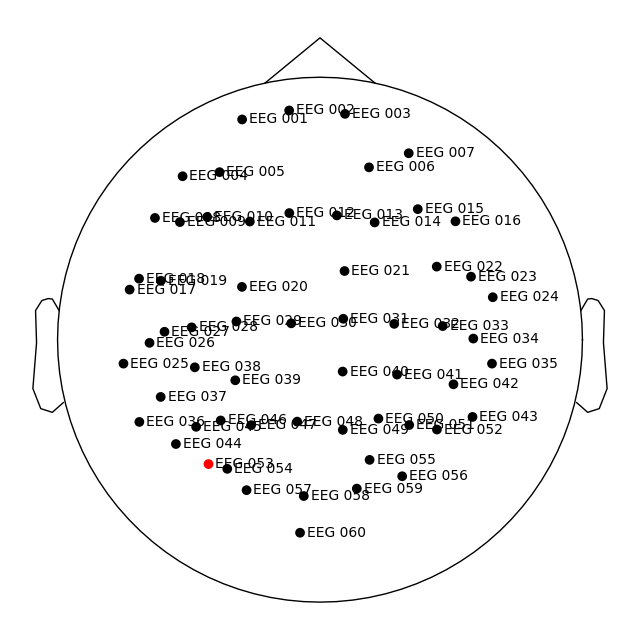 EEG 001
EEG 002
EEG 003
EEG 004
EEG 005
EEG 006
EEG 007
EEG 008
EEG 009
EEG 010
EEG 011
EEG 012
EEG 013
EEG 014
EEG 015
EEG 016
EEG 017
EEG 018
EEG 019
EEG 020
EEG 021
EEG 022
EEG 023
EEG 024
EEG 025
EEG 026
EEG 027
EEG 028
EEG 029
EEG 030
EEG 031
EEG 032
EEG 033
EEG 034
EEG 035
EEG 036
EEG 037
EEG 038
EEG 039
EEG 040
EEG 041
EEG 042
EEG 043
EEG 044
EEG 045
EEG 046
EEG 047
EEG 048
EEG 049
EEG 050
EEG 051
EEG 052
EEG 053
EEG 054
EEG 055
EEG 056
EEG 057
EEG 058
EEG 059
EEG 060